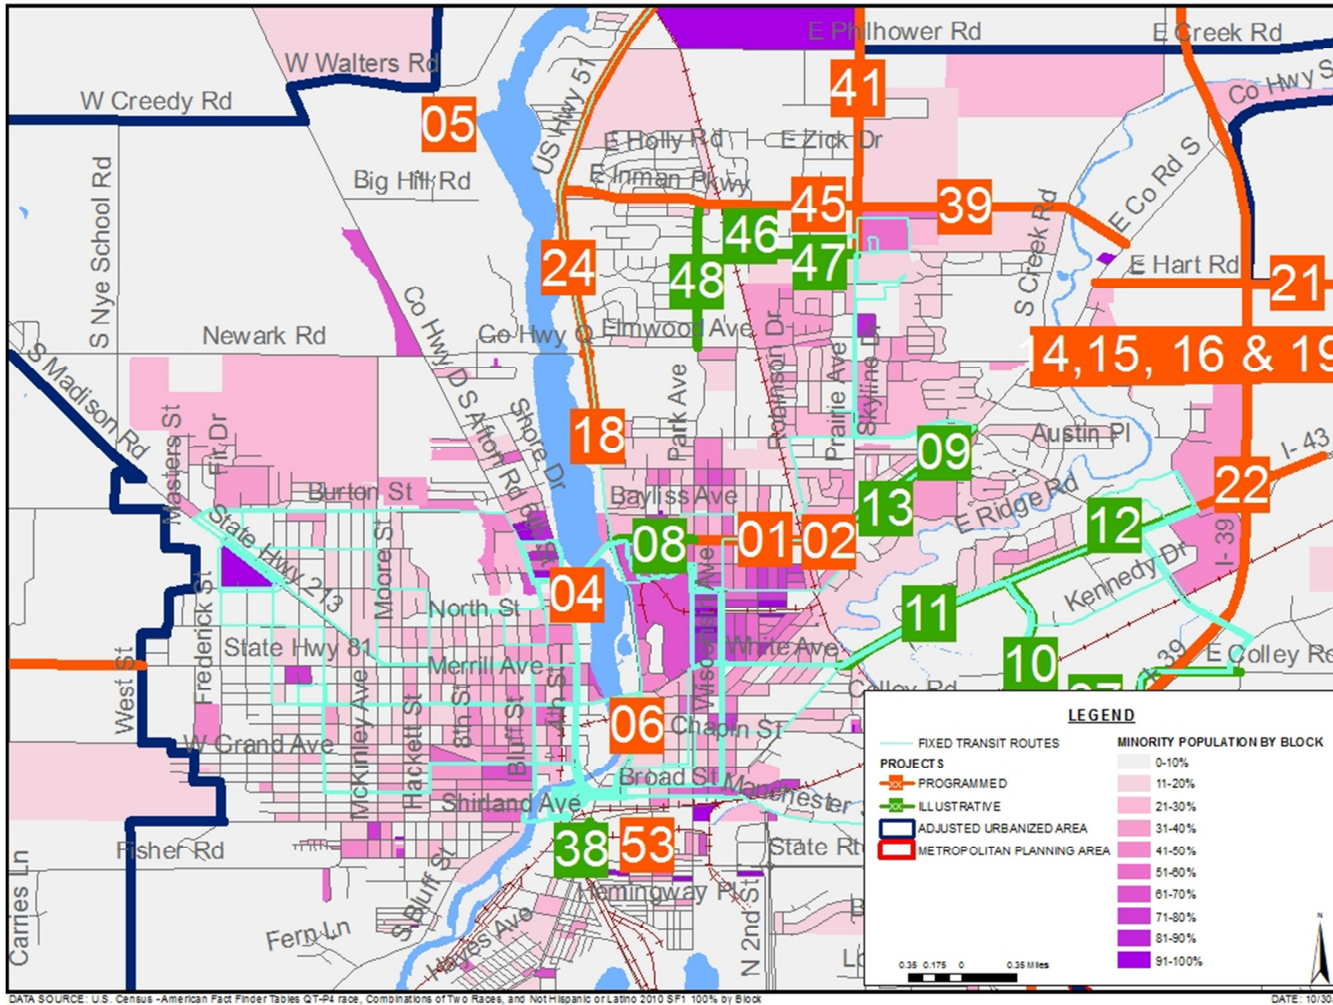 E Philhower Rd
E Creek Rd
W Walters Rd
Co Hwy S
W Creedy Rd
05
41
US Hwy 51
E Holly Rd
E Zick Dr
S Nye School Rd
Big Hill Rd
E Inman Pkwy
45
39
E Co Rd S
46
24
48
47
S Creek Rd
E Hart Rd
21
Newark Rd
Co Hwy D
Co Hwy Q
Elmwood Ave
14,15, 16 & 19
S Madison Rd
S Afton Rd
Shore Dr
Park Ave
Robinson Dr
Prairie Ave
Skyline Dr
18
Masters St
Fir Dr
09
Austin Pl
I- 43
Burton St
Bayliss Ave
22
State Hwy 213
Moore St
6th St
08
01
02
13
E Ridge Rd
12
I- 39
Frederick St
04
North St
Wisconsin Ave
11
Kennedy Dr
State Hwy 81
Merrill Ave
White Ave
10
I- 39
E Colley Rd
West St
Colley Rd
McKinley Ave
Hackett St
8th St
Bluff St
4th St
06
Chapin St
W Grand Ave
Broad St
Manchester
Shirland Ave
Fisher Rd
38
53
State Rt
Carries Ln
S Bluff St
Hemingway Pl
Fern Ln
Hayes Ave
N 2nd St
LEGEND
FIXED TRANSIT ROUTES
PROJECTS
PROGRAMMED
ILLUSTRATIVE
ADJUSTED URBANIZED AREA
METROPOLITAN PLANNING AREA
MINORITY POPULATION BY BLOCK
0-10%
11-20%
21-30%
31-40%
41-50%
51-60%
61-70%
71-80%
81-90%
91-100%
N
0.35 0.175 0 0.35 Miles
DATA SOURCE: U.S. Census -American Fact Finder Tables QT-P4 race, Combinations of Two Races, and Not Hispanic or Latino 2010 SF1 100% by Block
DATE: 10/30